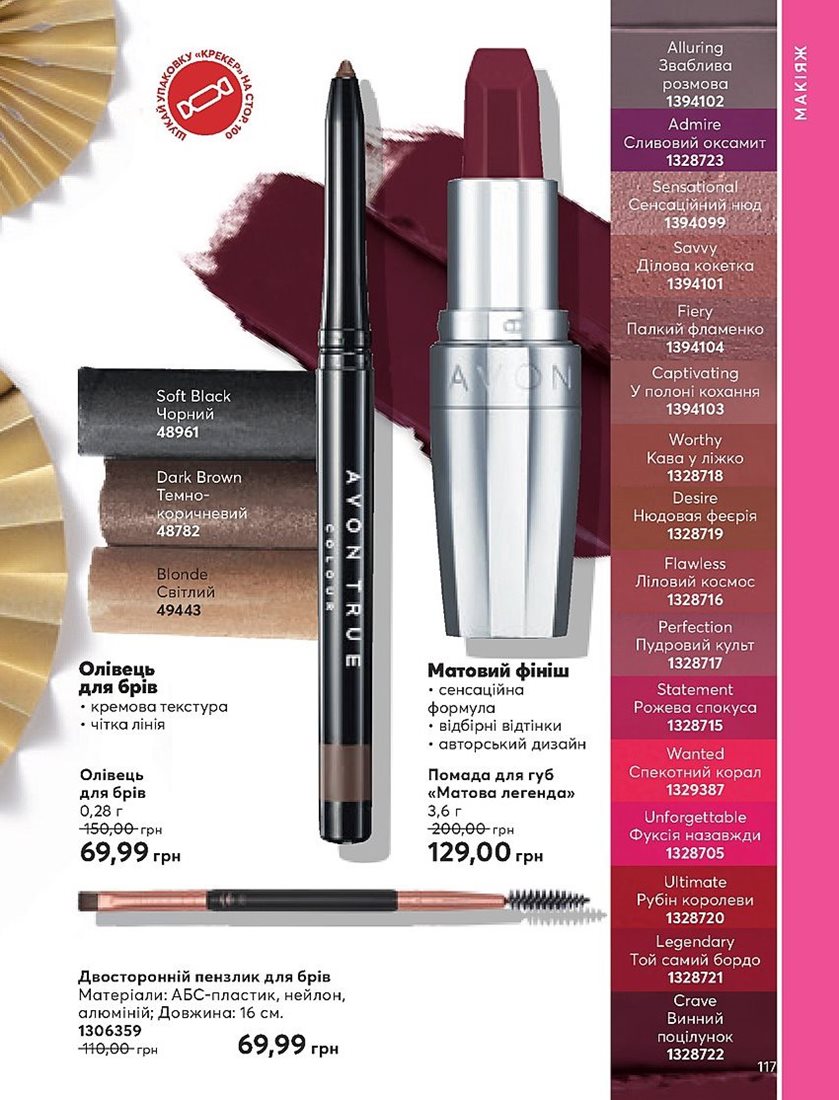 ШУКАЙ УПАКОВКУ «КРЕКЕР» НА СТОР. 100
МАКІЯЖ
Soft Black
Чорний
48961
Dark Brown
Темно-
коричневий
48782
Blonde
Світлий
49443
AVON TRUE
COLOUR
AVON
Олівець
для брів
• кремова текстура
• чітка лінія
Олівець
для брів
0,28 г
150,00 грн
69,99 грн
Матовий фініш
• сенсаційна
формула
• відбірні відтінки
• авторський дизайн
Помада для губ
«Матова легенда»
3,6 г
200,00 грн
129,00 грн
Двосторонній пензлик для брів
Матеріали: АБС-пластик, нейлон,
алюміній; Довжина: 16 см.
1306359
110,00 грн
69,99 грн
Alluring
Зваблива
розмова
1394102
Admire
Сливовий оксамит
1328723
Sensational
Сенсаційний нюд
1394099
Savvy
Ділова кокетка
1394101
Fiery
Палкий фламенко
1394104
Captivating
У полоні кохання
1394103
Worthy
Кава у ліжко
1328718
Desire
Нюдовая феєрія
1328719
Flawless
Ліловий космос
1328716
Perfection
Пудровий культ
1328717
Statement
Рожева спокуса
1328715
Wanted
Спекотний корал
1329387
Unforgettable
Фуксія назавжди
1328705
Ultimate
Рубін королеви
1328720
Legendary
Той самий бордо
1328721
Crave
Винний
поцілунок
1328722
117